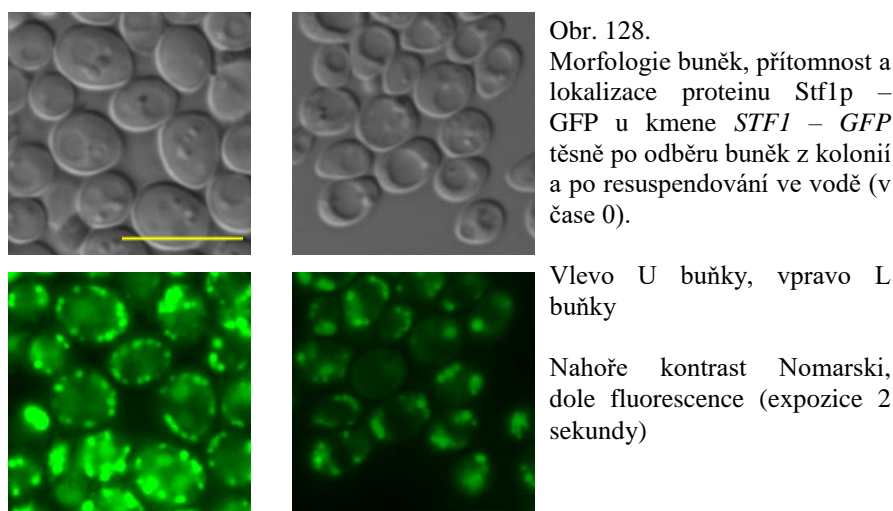 Obr. 128.
Morfologie buněk, přítomnost a
lokalizace proteinu Stf1p –
GFP u kmene STF1 – GFP
těsně po odběru buněk z kolonií
a po resuspendování ve vodě (v
čase 0).
Vlevo U buňky, vpravo L
buňky
Nahoře kontrast Nomarski,
dole fluorescence (expozice 2
sekundy)